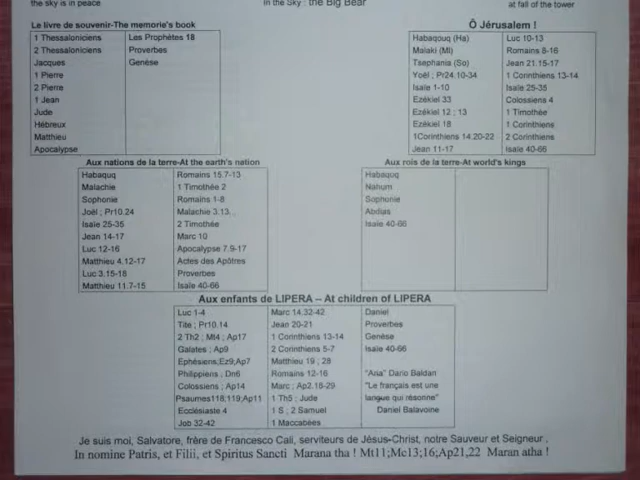 the sky is in peace
In the Sky : the Big Bear
at fall of the tower
Le livre de souvenir-The memorie's book
1 Thessaloniciens Les Prophètes 18
2 Thessaloniciens Proverbes
Jacques Genèse
1 Pierre
2 Pierre
1 Jean
Jude
Hébreux
Matthieu
Apocalypse
Ô Jérusalem !
Habaqouq (Ha) Luc 10-13
Malaki (Ml) Romains 8-16
Tsephania (So) Jean 21.15-17
Yoël ; Pr24.10-34 1 Corinthiens 13-14
Isaïe 1-10 Isaïe 25-35
Ezékiel 33 Colossiens 4
Ezékiel 12 ; 13 1 Timothée
Ezékiel 18 1 Corinthiens
1Corinthiens 14.20-22 2 Corinthiens
Jean 11-17 Isaïe 40-66
Aux nations de la terre-At the earth's nation
Habaquq Romains 15.7-13
Malachie 1 Timothée 2
Sophonie Romains 1-8
Joël ; Pr10.24 Malachie 3.13..
Isaïe 25-35 2 Timothée
Jean 14-17 Marc 10
Luc 12-16 Apocalypse 7.9-17
Matthieu 4.12-17 Actes des Apôtres
Luc 3.15-18 Proverbes
Matthieu 11.7-15 Isaïe 40-66
Aux rois de la terre-At world's kings
Habaquq
Nahum
Sophonie
Abdias
Isaïe 40-66
Aux enfants de LIPERA – At children of LIPERA
Luc 1-4 Marc 14.32-42 Daniel
Tite ; Pr10.14 Jean 20-21 Proverbes
2 Th2 ; Mt4 ; Ap17 1 Corinthiens 13-14 Genèse
Galates ; Ap9 2 Corinthiens 5-7 Isaïe 40-66
Ephésiens;Ez9;Ap7 Matthieu 19 ; 28
Philippiens ; Dn6 Romains 12-16 "Aria" Dario Baldan
Colossiens ; Ap14 Marc ; Ap2.18-29 "Le français est une
Psaumes118;119;Ap11 1 Th5 ; Jude langue qui résonne"
Ecclésiaste 4 1 S ; 2 Samuel Daniel Balavoine
Job 32-42 1 Maccabées
Je suis moi, Salvatore, frère de Francesco Cali, serviteurs de Jésus-Christ, notre Sauveur et Seigneur .
In nomine Patris, et Filii, et Spiritus Sancti Marana tha ! Mt11;Mc13;16;Ap21,22 Maran atha !